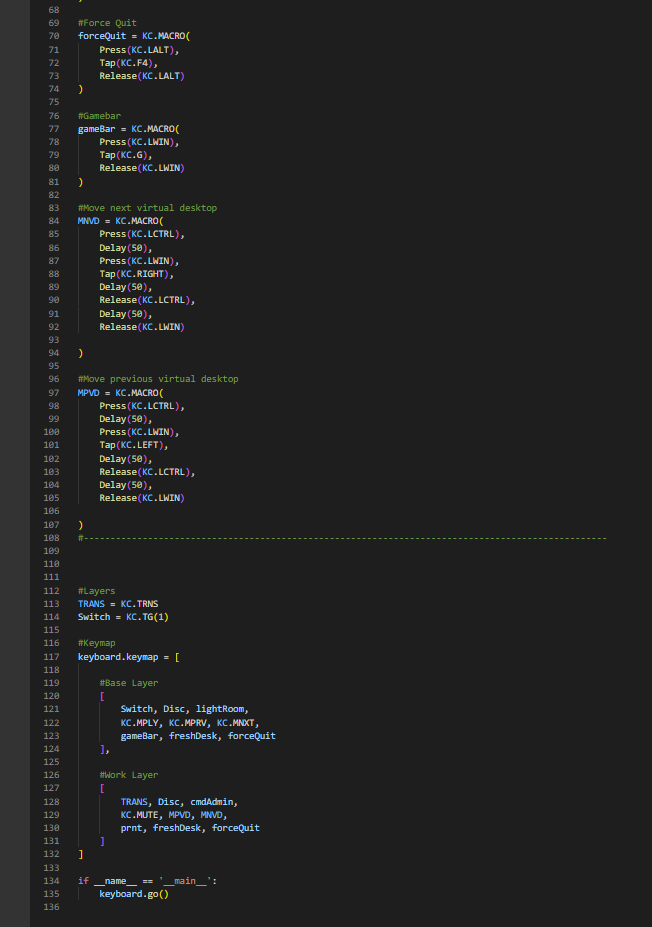 68
69 #Force Quit
70 forceQuit = KC.MACRO(
71 Press(KC.LALT),
72 Tap(KC.F4),
73 Release(KC.LALT)
74 )
75
76 #Gamebar
77 gameBar = KC.MACRO(
78 Press(KC.LWIN),
79 Tap(KC.G),
80 Release(KC.LWIN)
81 )
82
83 #Move next virtual desktop
84 MNVD = KC.MACRO(
85 Press(KC.LCTRL),
86 Delay(50),
87 Press(KC.LWIN),
88 Tap(KC.RIGHT),
89 Delay(50),
90 Release(KC.LCTRL),
91 Delay(50),
92 Release(KC.LWIN)
93
94 )
95
96 #Move previous virtual desktop
97 MPVD = KC.MACRO(
98 Press(KC.LCTRL),
99 Delay(50),
100 Press(KC.LWIN),
101 Tap(KC.LEFT),
102 Delay(50),
103 Release(KC.LCTRL),
104 Delay(50),
105 Release(KC.LWIN)
106
107 )
108 #--------------------------------------------------------------------------------------------------
109
110
111
112 #Layers
113 TRANS = KC.TRNS
114 Switch = KC.TG(1)
115
116 #Keymap
117 keyboard.keymap = [
118
119 #Base Layer
120 [
121 Switch, Disc, lightRoom,
122 KC.MPLY, KC.MPRV, KC.MNXT,
123 gameBar, freshDesk, forceQuit
124 ],
125
126 #Work Layer
127 [
128 TRANS, Disc, cmdAdmin,
129 KC.MUTE, MPVD, MNVD,
130 prnt, freshDesk, forceQuit
131 ]
132 ]
133
134 if __name__ == '__main__':
135 keyboard.go()
136